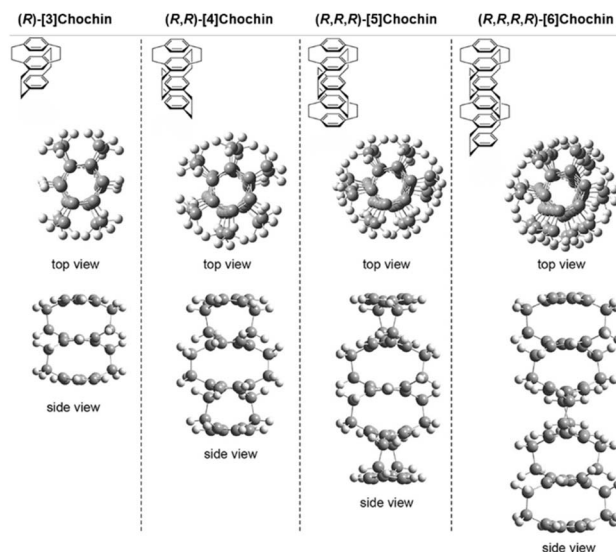 (R)-[3]Chochin
(R,R)-[4]Chochin
(R,R,R)-[5]Chochin
(R,R,R,R)-[6]Chochin
top view
top view
top view
top view
side view
side view
side view
side view